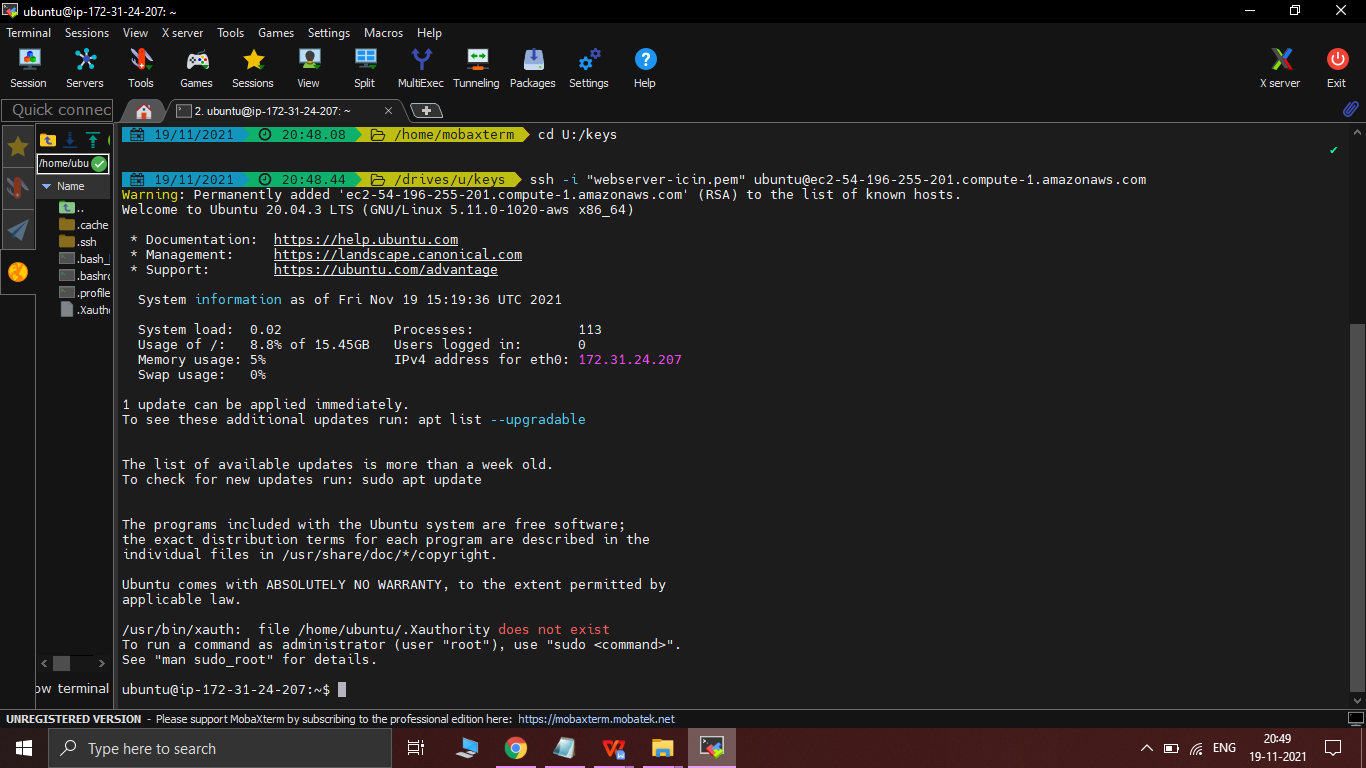 ubuntu@ip-172-31-24-207: ~
Terminal Sessions View X server Tools Games Settings Macros Help
Session Servers Tools Games Sessions View Split MultiExec Tunneling Packages Settings Help X server Exit
Quick connec
2. ubuntu@ip-172-31-24-207: ~
/home/ubu
Name
..
.cache
.ssh
.bash_
.bashrc
.profile
.Xautho
ow terminal
19/11/2021 20:48.08 /home/mobaxterm cd U:/keys
19/11/2021 20:48.44 /drives/u/keys ssh -i "webserver-icin.pem" ubuntu@ec2-54-196-255-201.compute-1.amazonaws.com
Warning: Permanently added 'ec2-54-196-255-201.compute-1.amazonaws.com' (RSA) to the list of known hosts.
Welcome to Ubuntu 20.04.3 LTS (GNU/Linux 5.11.0-1020-aws x86_64)
* Documentation: https://help.ubuntu.com
* Management: https://landscape.canonical.com
* Support: https://ubuntu.com/advantage
System information as of Fri Nov 19 15:19:36 UTC 2021
System load: 0.02 Processes: 113
Usage of /: 8.8% of 15.45GB Users logged in: 0
Memory usage: 5% IPv4 address for eth0: 172.31.24.207
Swap usage: 0%
1 update can be applied immediately.
To see these additional updates run: apt list --upgradable
The list of available updates is more than a week old.
To check for new updates run: sudo apt update
The programs included with the Ubuntu system are free software;
the exact distribution terms for each program are described in the
individual files in /usr/share/doc/*/copyright.
Ubuntu comes with ABSOLUTELY NO WARRANTY, to the extent permitted by
applicable law.
/usr/bin/xauth: file /home/ubuntu/.Xauthority does not exist
To run a command as administrator (user "root"), use "sudo <command>".
See "man sudo_root" for details.
ubuntu@ip-172-31-24-207:~$
UNREGISTERED VERSION - Please support MobaXterm by subscribing to the professional edition here: https://mobaxterm.mobatek.net
Type here to search
ENG
20:49
19-11-2021